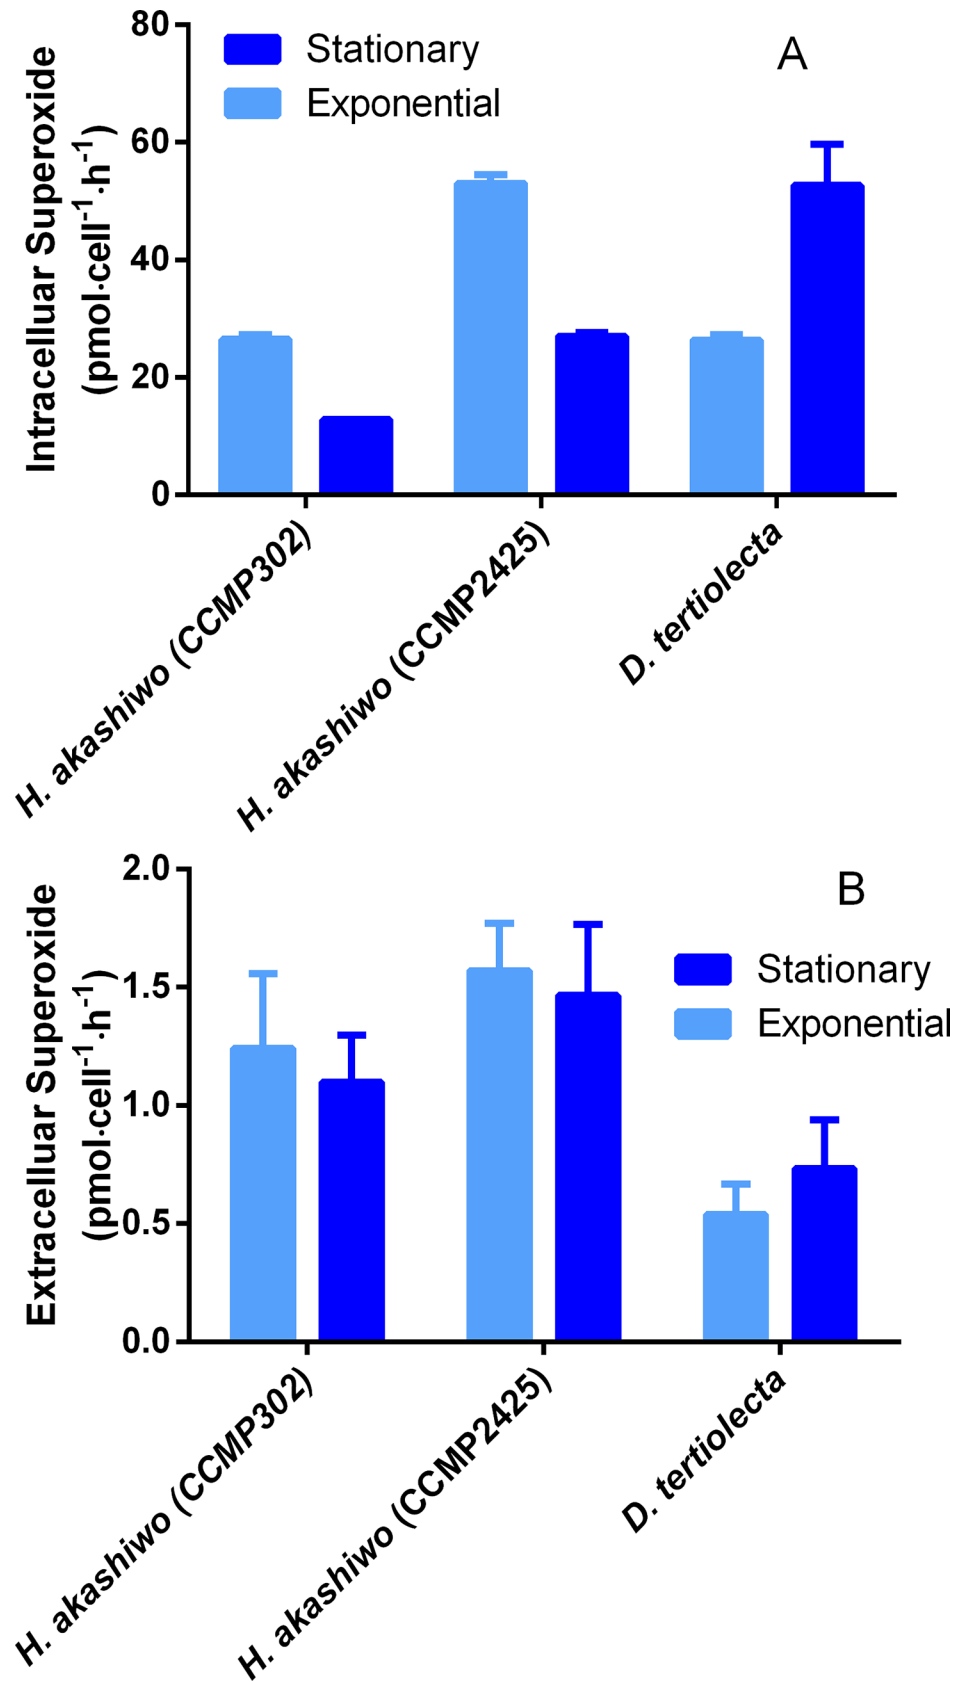 80
60
40
20
0
Intracelluar Superoxide
(pmol·cell⁻¹·h⁻¹)
Stationary
Exponential
A
H. akashiwo (CCMP302)
H. akashiwo (CCMP2425)
D. tertiolecta
2.0
1.5
1.0
0.5
0.0
Extracelluar Superoxide
(pmol·cell⁻¹·h⁻¹)
B
Stationary
Exponential
H. akashiwo (CCMP302)
H. akashiwo (CCMP2425)
D. tertiolecta